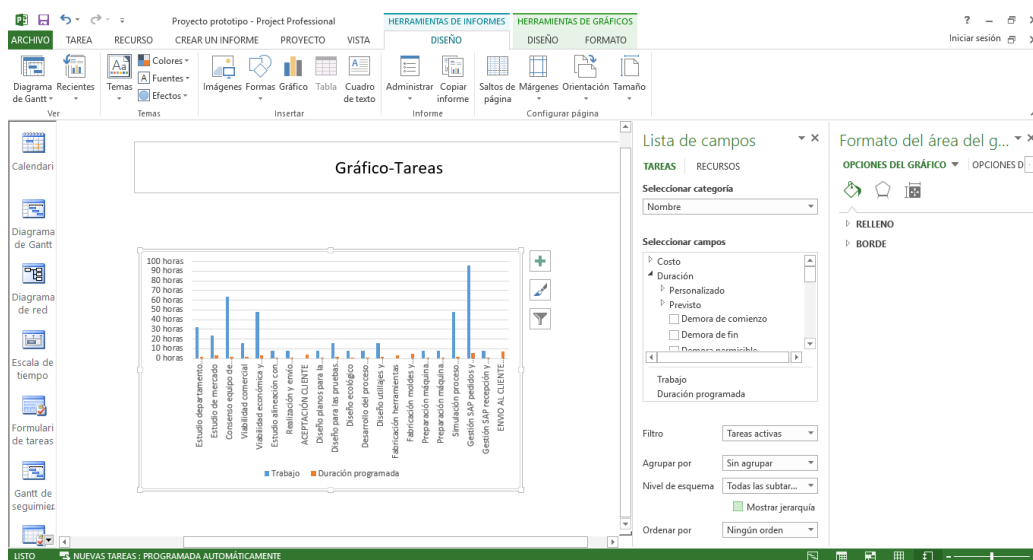 Proyecto prototipo - Project Professional
HERRAMIENTAS DE INFORMES
HERRAMIENTAS DE GRÁFICOS
ARCHIVO
TAREA
RECURSO
CREAR UN INFORME
PROYECTO
VISTA
DISEÑO
DISEÑO
FORMATO
Iniciar sesión
Diagrama de Gantt
Recientes
Temas
Colores
Fuentes
Efectos
Imágenes
Formas
Gráfico
Tabla
Cuadro de texto
Administrar
Copiar informe
Saltos de página
Márgenes
Orientación
Tamaño
Ver
Temas
Insertar
Informe
Configurar página
Calendari
Diagrama
de Gantt
Diagrama
de red
Escala de
tiempo
Formulari
de tareas
Gantt de
seguimie
Gráfico-Tareas
100 horas
90 horas
80 horas
70 horas
60 horas
50 horas
40 horas
30 horas
20 horas
10 horas
0 horas
Estudio departamento...
Estudio de mercado
Consenso equipo de...
Viabilidad comercial
Viabilidad económica y...
Estudio alineación con...
Realización y envío...
ACEPTACIÓN CLIENTE
Diseño planos para la...
Diseño para las pruebas...
Diseño ecológico
Desarrollo del proceso...
Diseño utillajes y...
Fabricación herramientas
Fabricación moldes y...
Preparación máquina...
Preparación máquina...
Simulación proceso...
Gestión SAP pedidos y...
Gestión SAP recepción y...
ENVIO AL CLIENTE...
Trabajo
Duración programada
Lista de campos
TAREAS
RECURSOS
Seleccionar categoría
Nombre
Seleccionar campos
Costo
Duración
Personalizado
Previsto
Demora de comienzo
Demora de fin
Demora permisible
Trabajo
Duración programada
Filtro
Tareas activas
Agrupar por
Sin agrupar
Nivel de esquema
Todas las subtar...
Mostrar jerarquía
Ordenar por
Ningún orden
Formato del área del g...
OPCIONES DEL GRÁFICO
OPCIONES D
RELLENO
BORDE
LISTO
NUEVAS TAREAS : PROGRAMADA AUTOMÁTICAMENTE